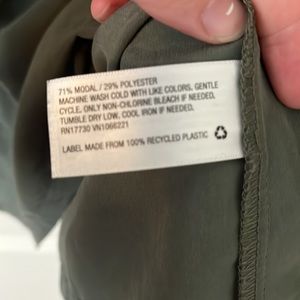 71% MODAL / 29% POLYESTER
MACHINE WASH COLD WITH LIKE COLORS, GENTLE
CYCLE. ONLY NON-CHLORINE BLEACH IF NEEDED.
TUMBLE DRY LOW, COOL IRON IF NEEDED.
RN17730 VN1066221
LABEL MADE FROM 100% RECYCLED PLASTIC